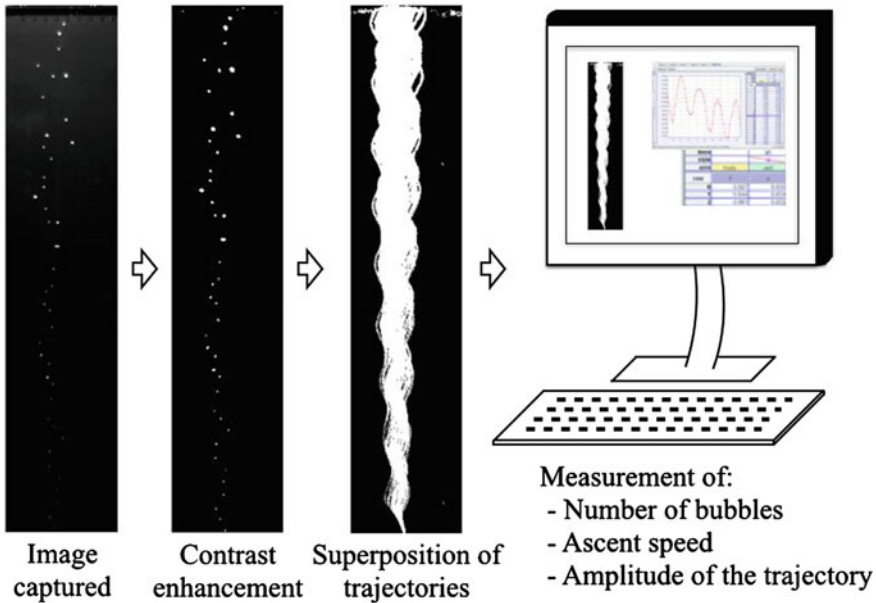 Image
captured
Contrast
enhancement
Superposition of
trajectories
Measurement of:
- Number of bubbles
- Ascent speed
- Amplitude of the trajectory